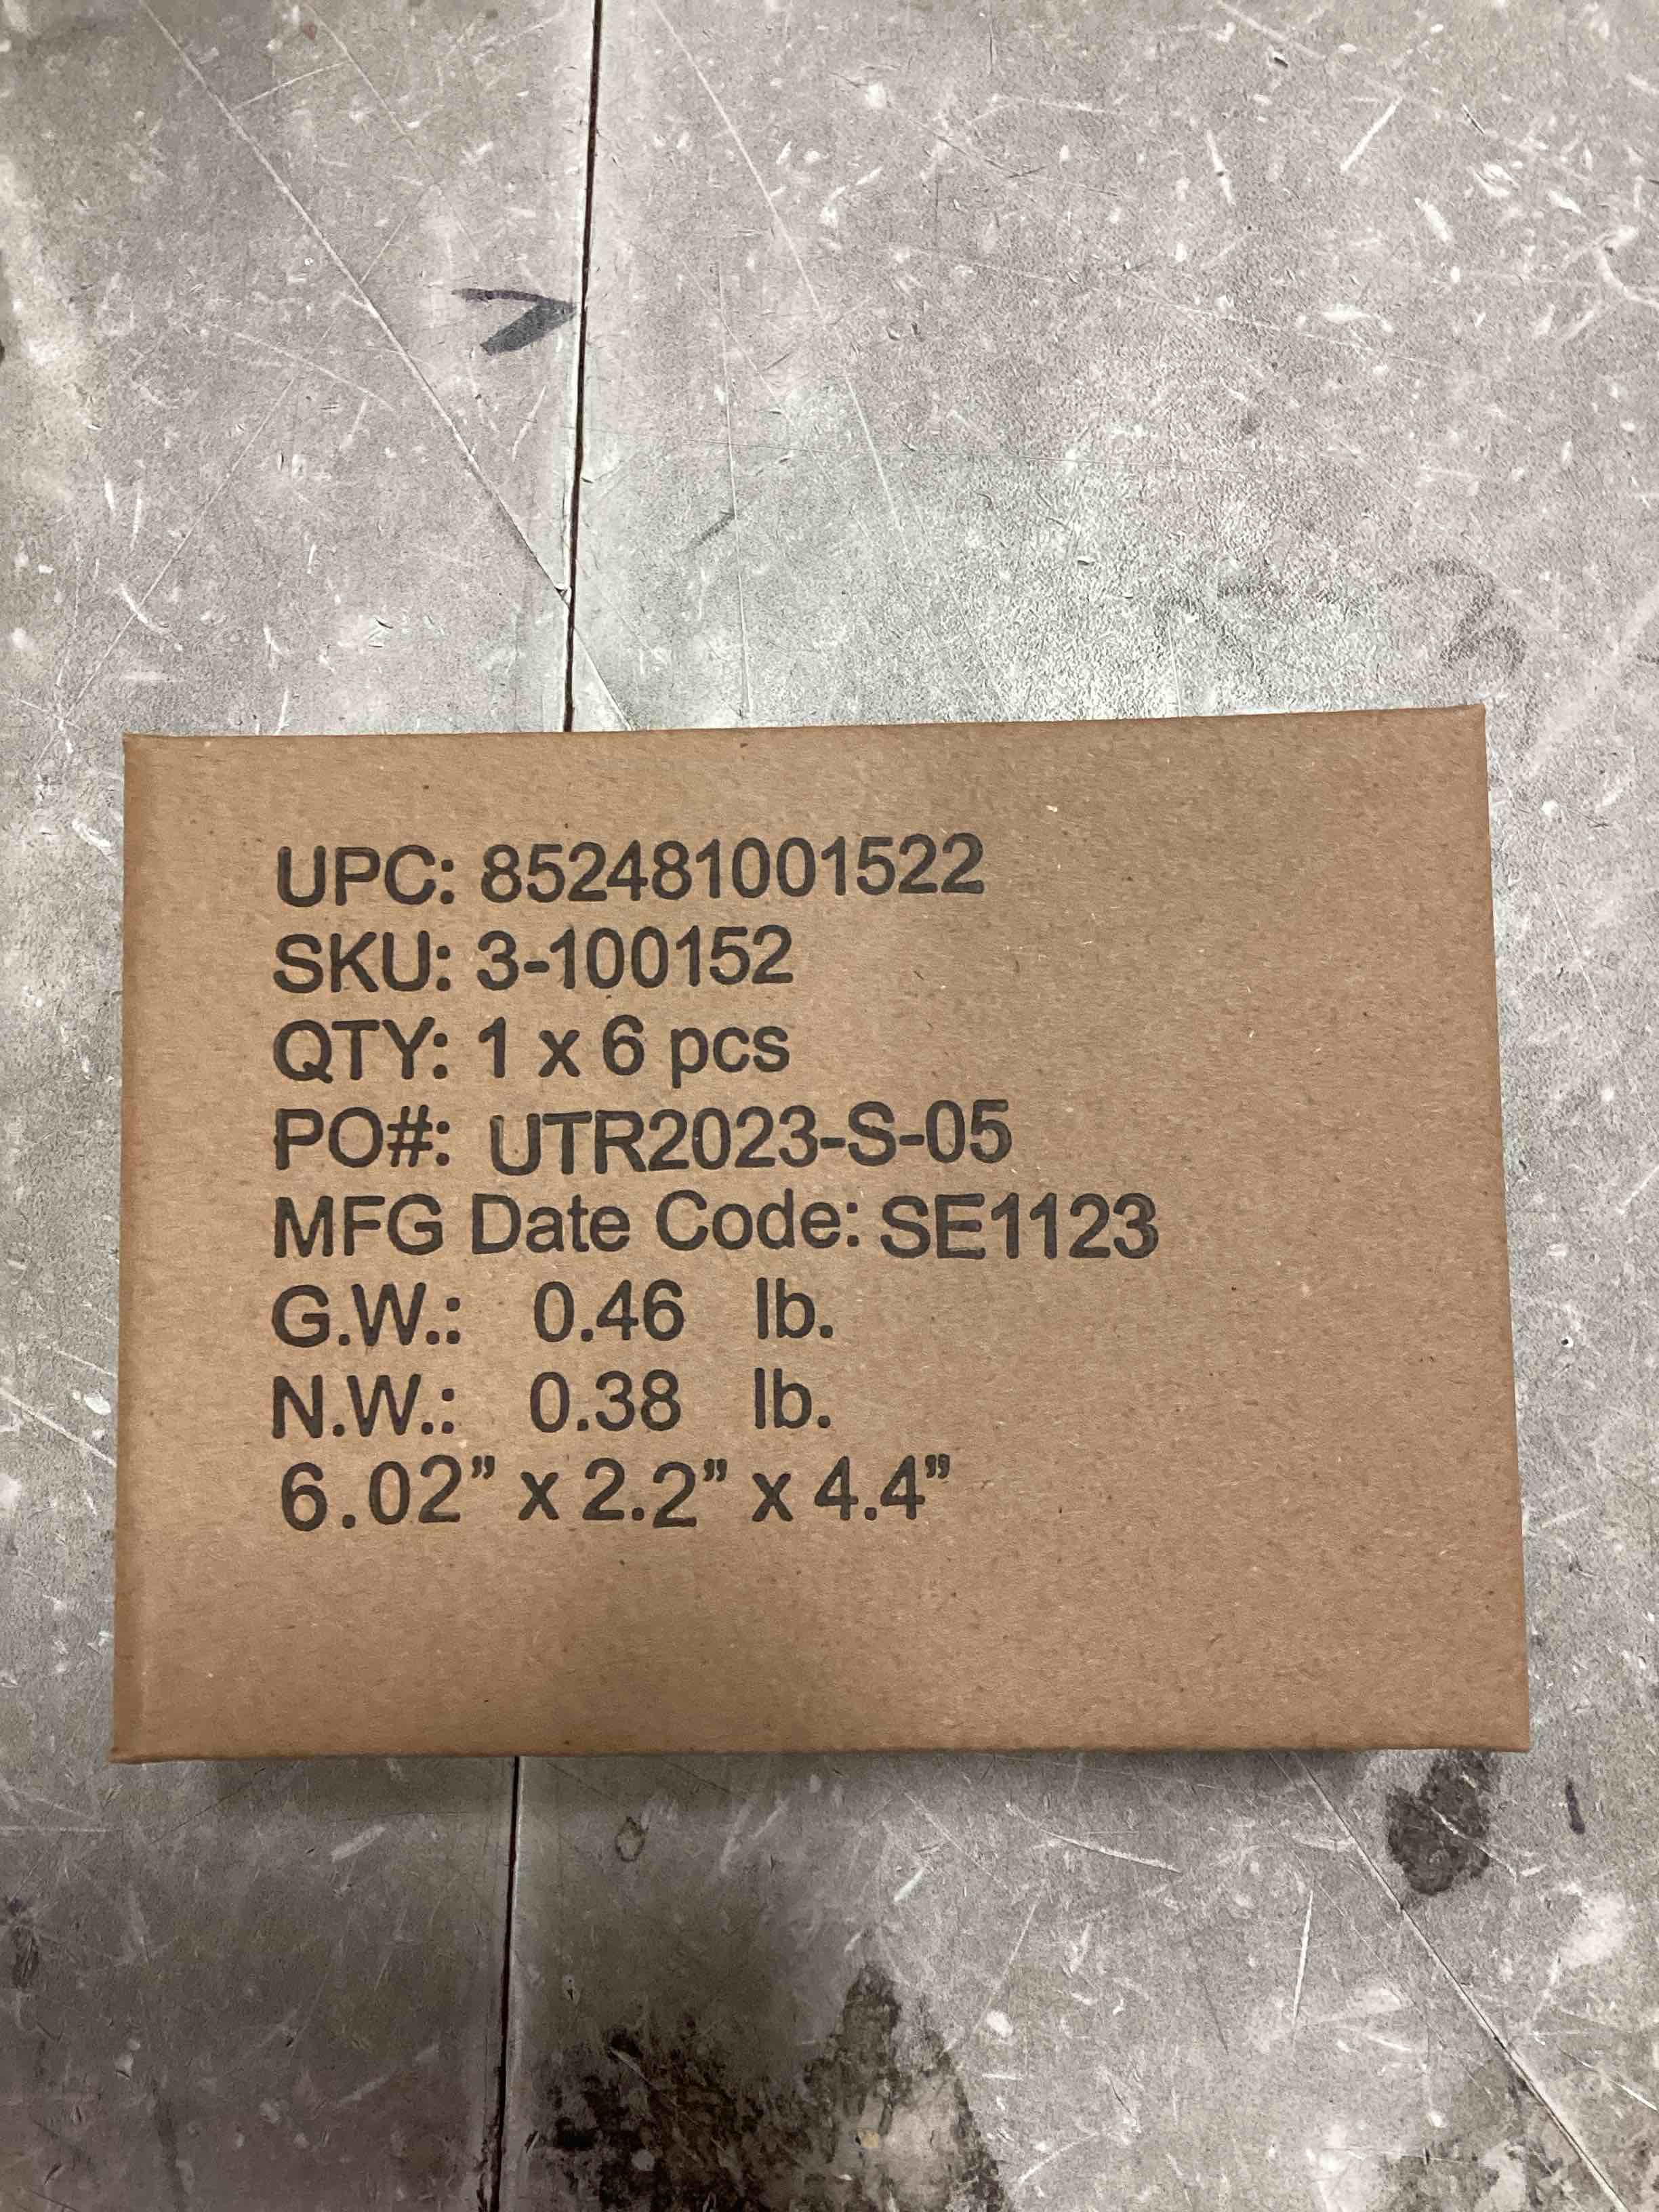 UPC: 852481001522
SKU: 3-100152
QTY: 1 x 6 pcs
PO#: UTR2023-S-05
MFG Date Code: SE1123
G.W.: 0.46 lb.
N.W.: 0.38 lb.
6.02” x 2.2” x 4.4”